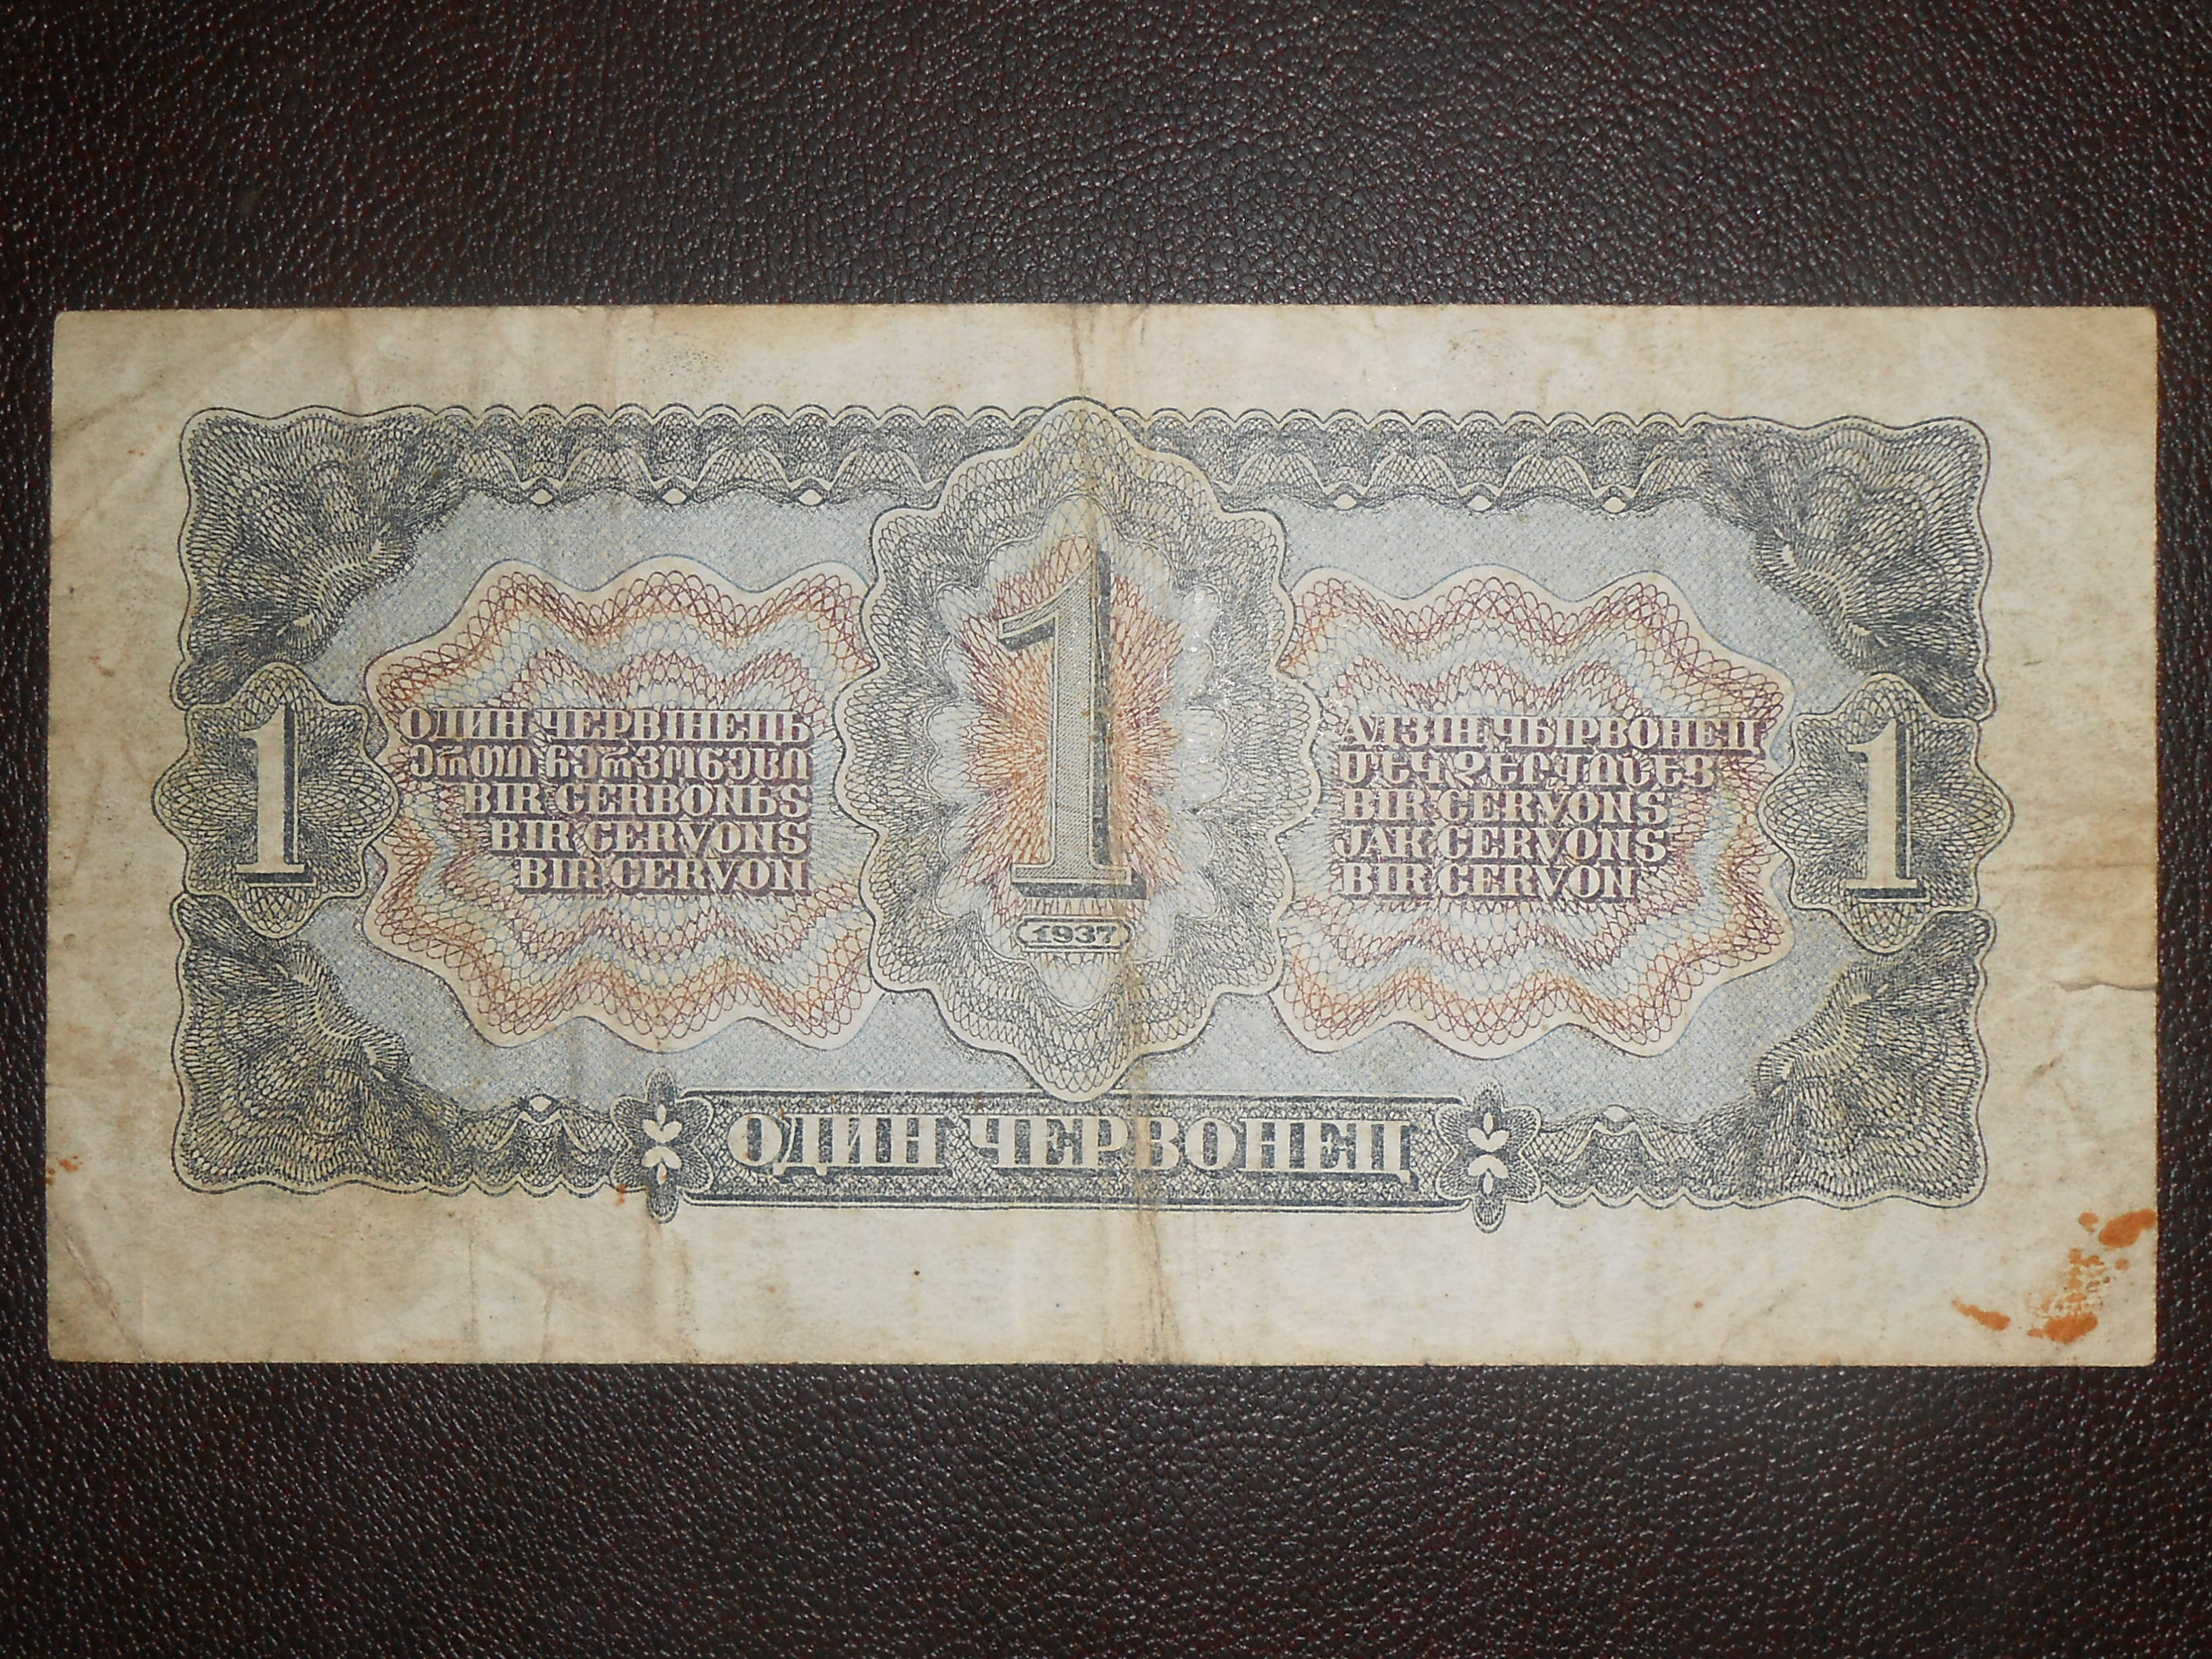 1
ОДИН ЧЕРВІНЕЦЬ
ᲔᲠᲗᲘ ᲩᲔᲠᲕᲝᲜᲔᲪᲘ
BIR CERBONЬS
BIR CERVONS
BIR CERVON
1
1937
АДЗІН ЧЫРВОНЕЦ
ՄԵԿ ՉԵՐՎՈՆԵՑ
BIR CERVONS
JAK CERVONS
BIR CERVON
1
ОДИН ЧЕРВОНЕЦ